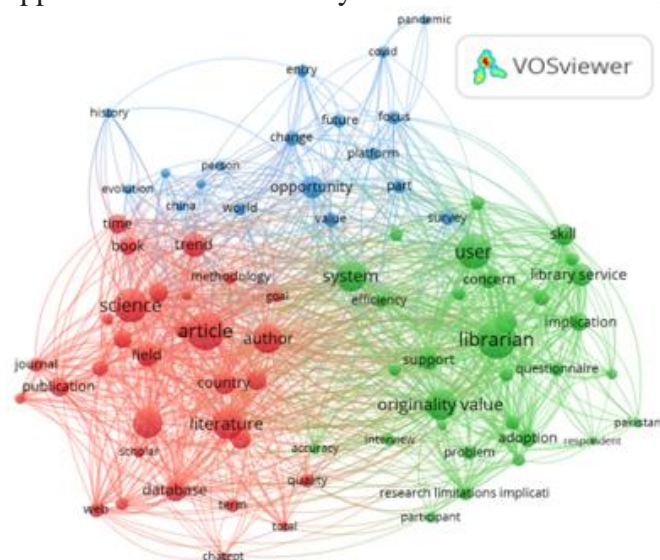 pandemic
covid
VOSviewer
entry
history
future
focus
change
platform
person
evolution
opportunity
part
china
world
value
survey
time
book
trend
user
skill
system
methodology
concern
library service
goal
efficiency
science
article
author
librarian
implication
field
support
journal
country
questionnaire
publication
originality value
literature
adoption
pakistan
respondent
interview
scholar
accuracy
problem
quality
database
research limitations implicati
web
term
participant
total
chatgpt